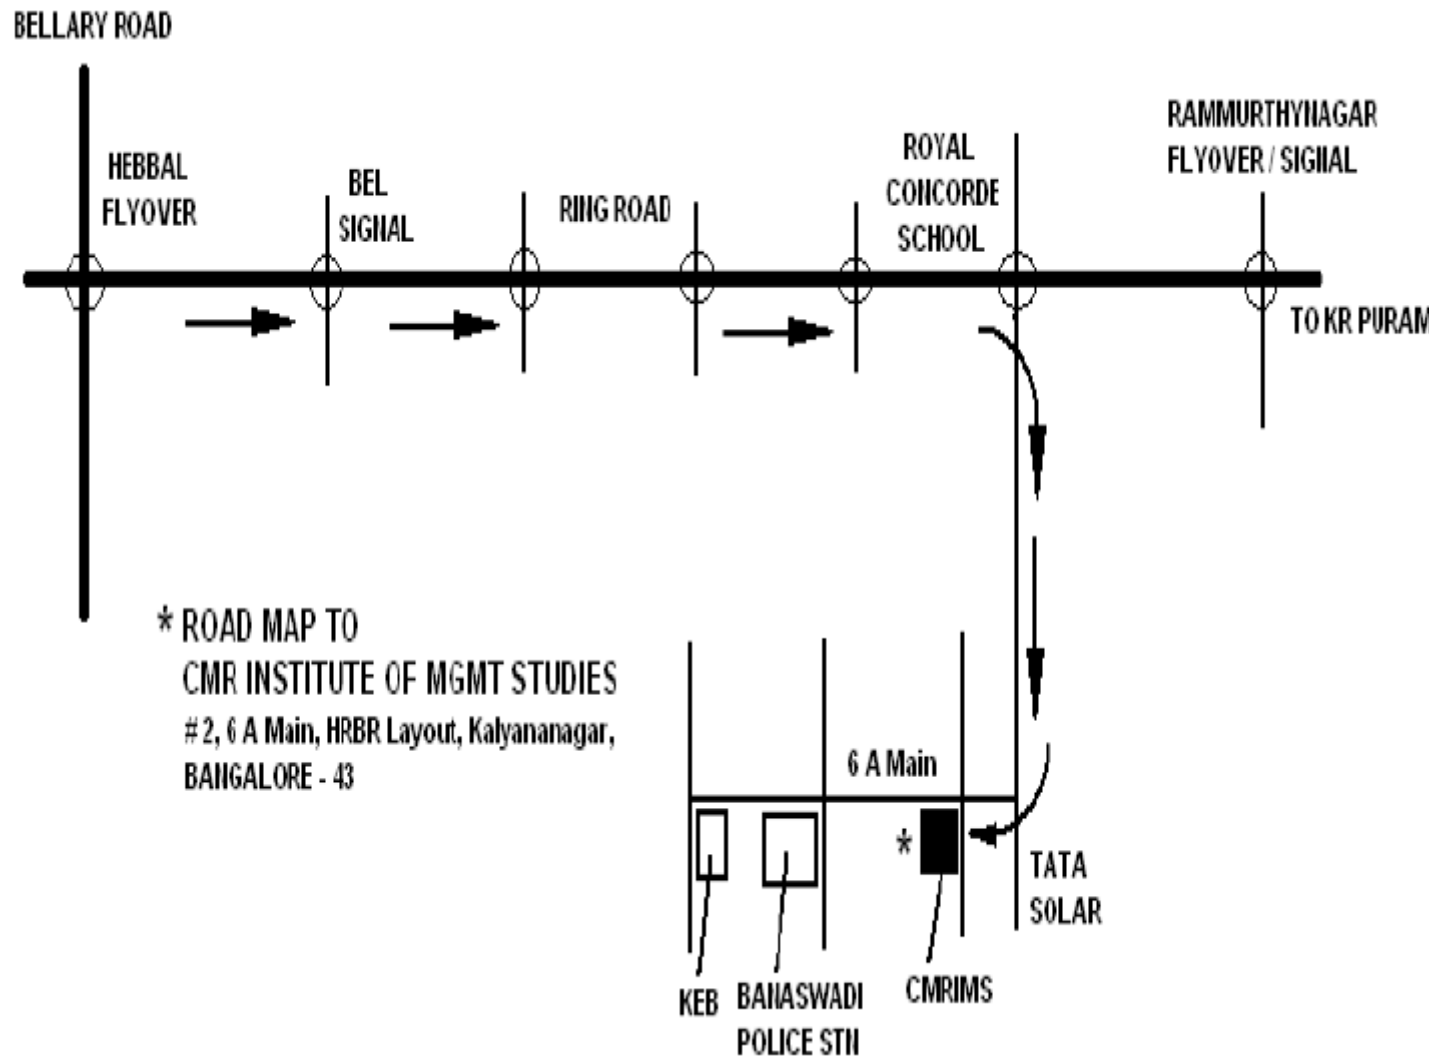 BELLARY ROAD
HEBBAL
FLYOVER
BEL
SIGNAL
RING ROAD
ROYAL
CONCORDE
SCHOOL
RAMMURTHYNAGAR
FLYOVER / SIGNAL
TO KR PURAM
* ROAD MAP TO
CMR INSTITUTE OF MGMT STUDIES
# 2, 6 A Main, HRBR Layout, Kalyananagar,
BANGALORE - 43
6 A Main
*
TATA
SOLAR
KEB
BANASWADI
POLICE STN
CMRIMS